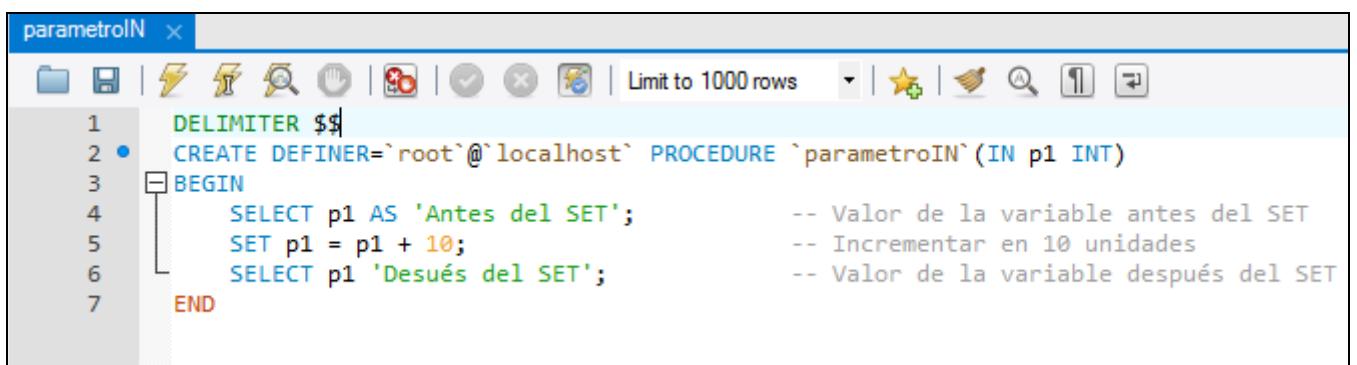 parametroIN ×
Limit to 1000 rows
1 DELIMITER $$
2 CREATE DEFINER=`root`@`localhost` PROCEDURE `parametroIN`(IN p1 INT)
3 BEGIN
4 SELECT p1 AS 'Antes del SET'; -- Valor de la variable antes del SET
5 SET p1 = p1 + 10; -- Incrementar en 10 unidades
6 SELECT p1 'Desués del SET'; -- Valor de la variable después del SET
7 END